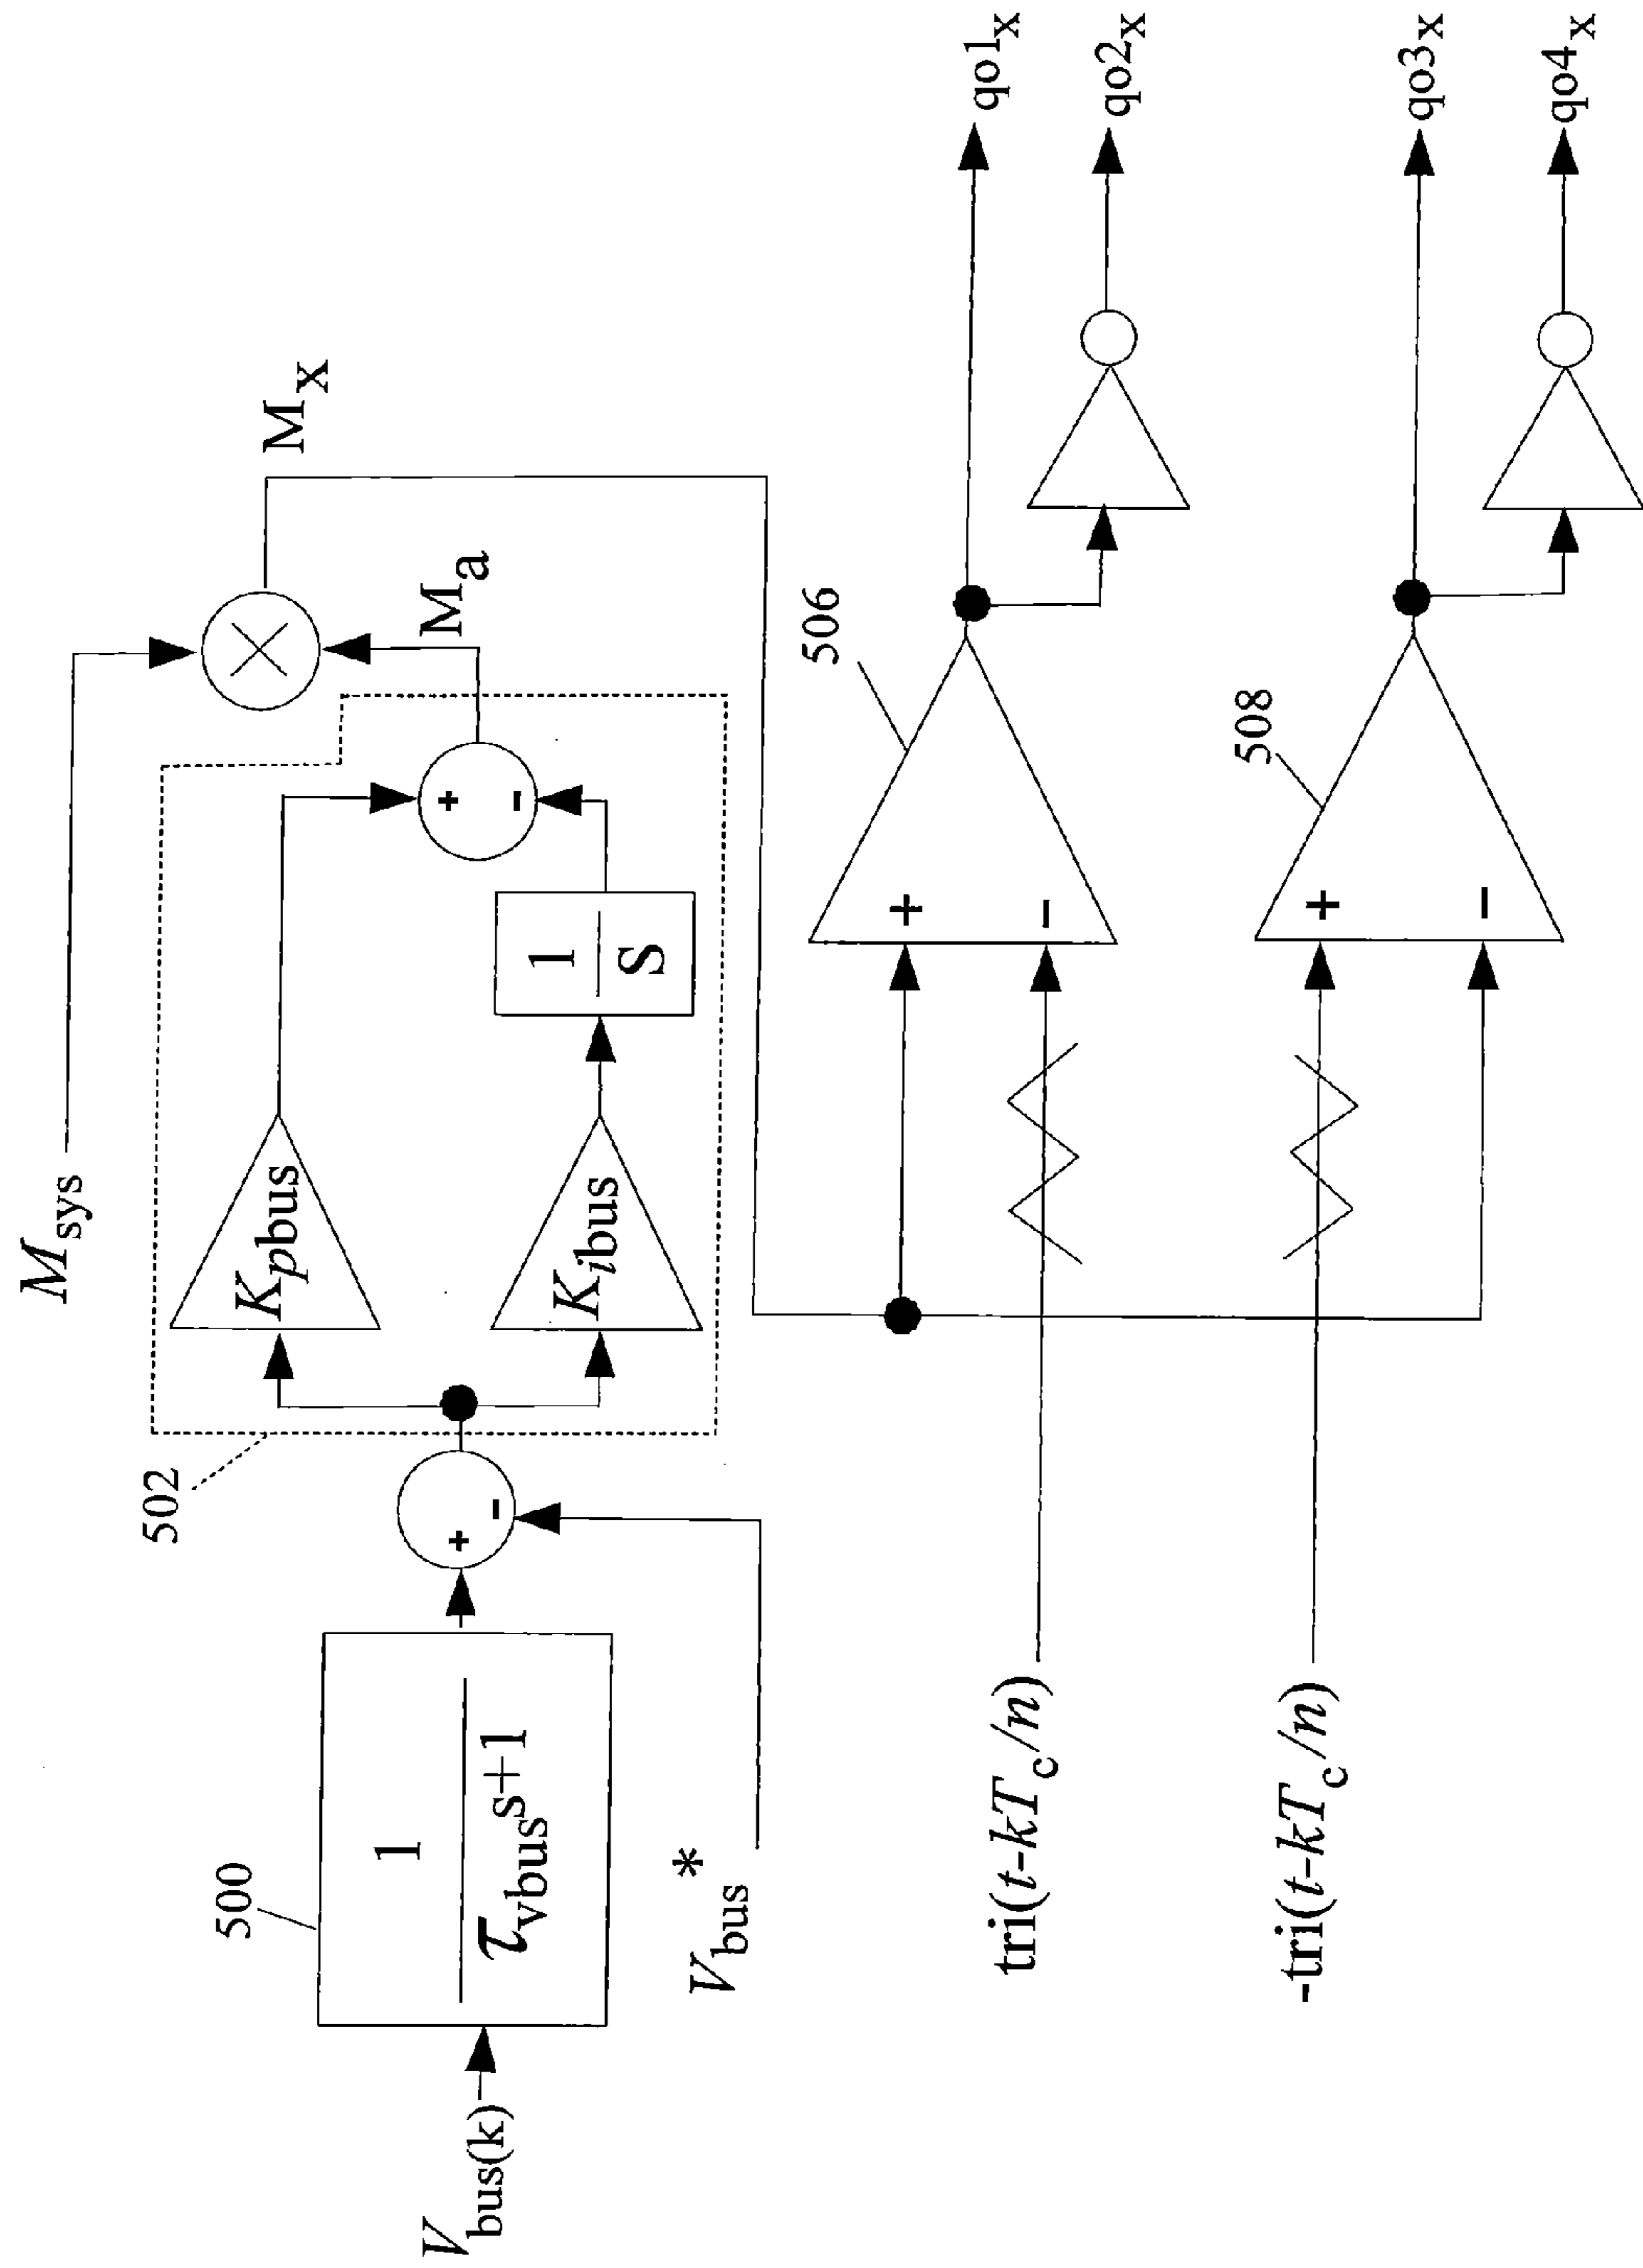 M_sys
M_x
M_a
502
K_pbus
+
-
K_ibus
1
S
500
1
τ_vbus s+1
+
-
V_bus(k)
V_bus*
506
+
-
qo1_x
qo2_x
tri(t-kT_c/n)
508
+
-
qo3_x
qo4_x
-tri(t-kT_c/n)